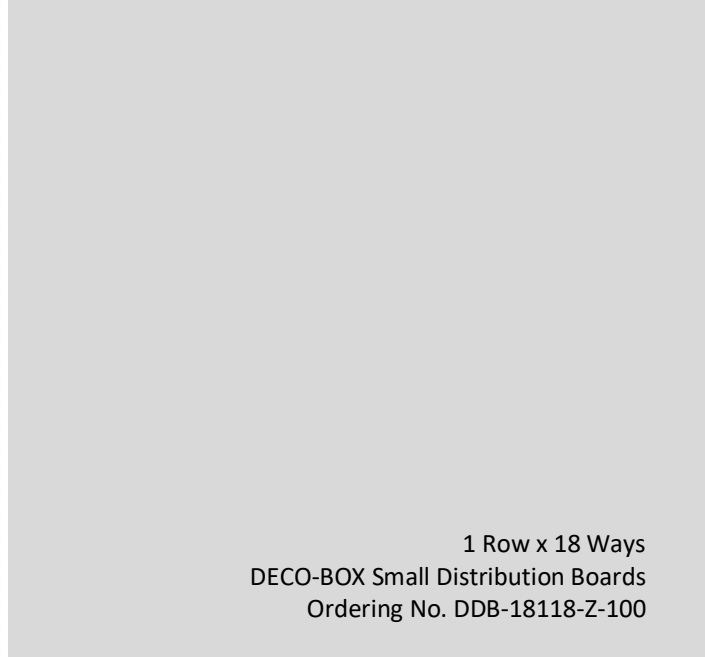 1 Row x 18 Ways
DECO-BOX Small Distribution Boards
Ordering No. DDB-18118-Z-100